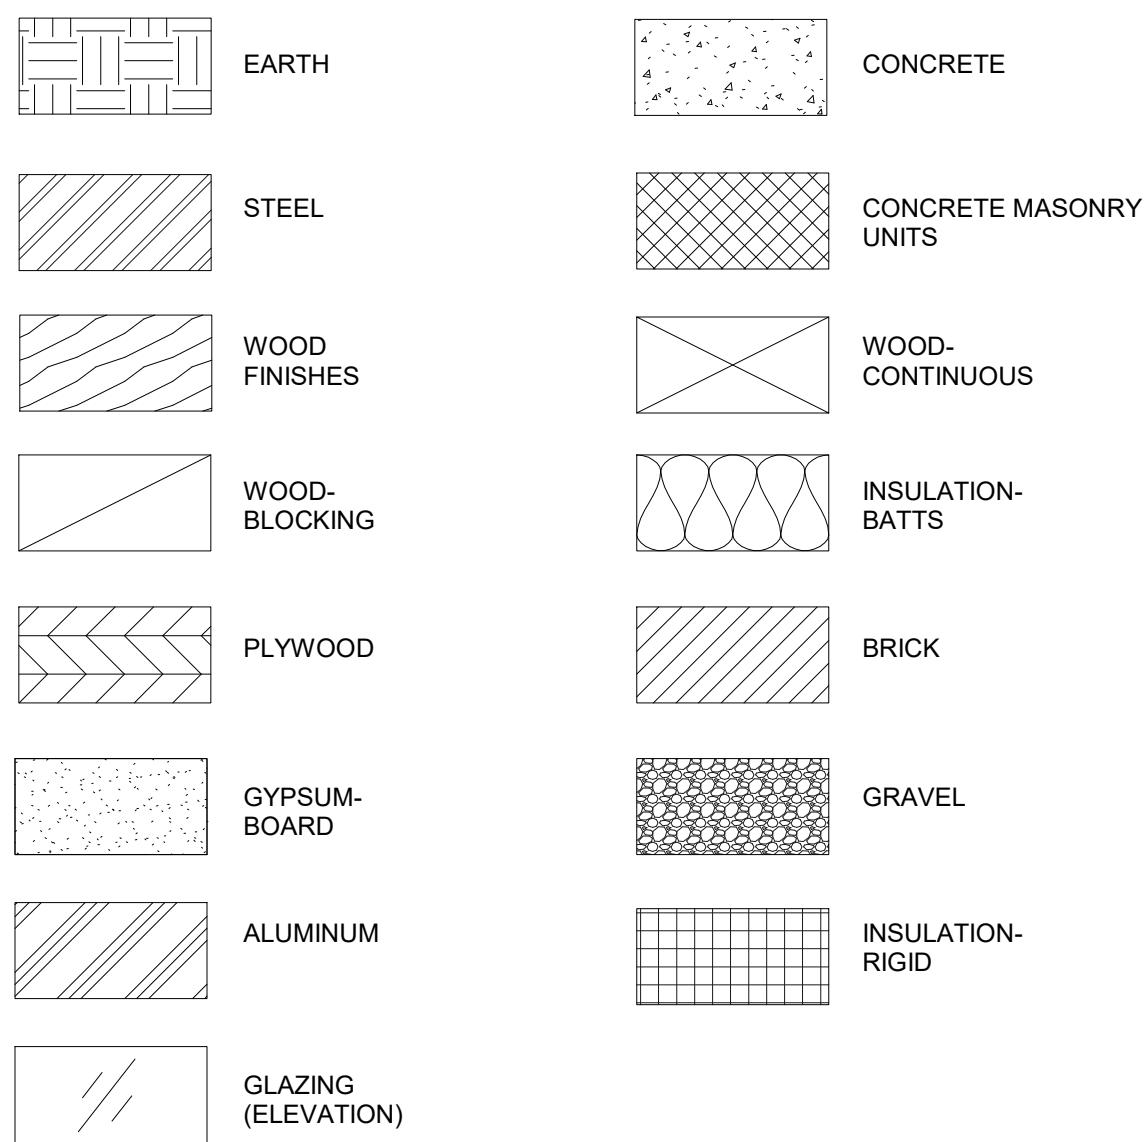 EARTH
CONCRETE
STEEL
CONCRETE MASONRY
UNITS
WOOD
FINISHES
WOOD-
CONTINUOUS
WOOD-
BLOCKING
INSULATION-
BATTS
PLYWOOD
BRICK
GYPSUM-
BOARD
GRAVEL
ALUMINUM
INSULATION-
RIGID
GLAZING
(ELEVATION)